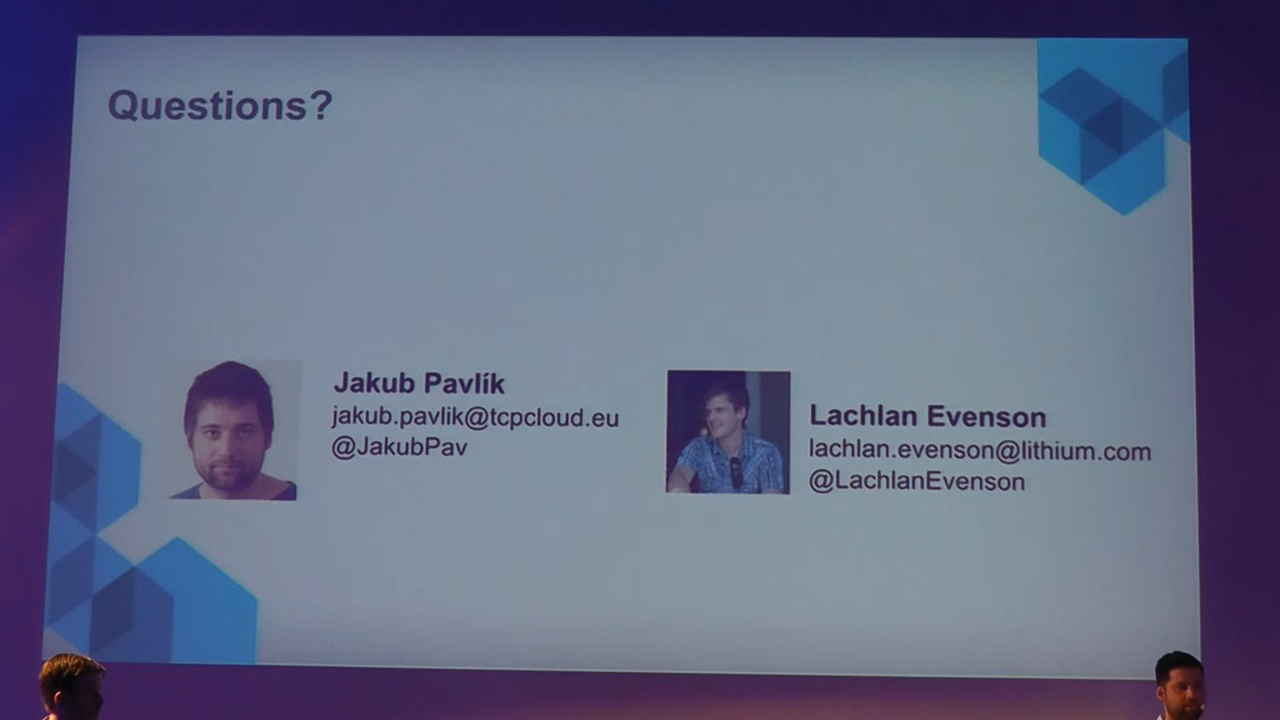 Questions?
Jakub Pavlík
jakub.pavlik@tcpcloud.eu
@JakubPav
Lachlan Evenson
lachlan.evenson@lithium.com
@LachlanEvenson